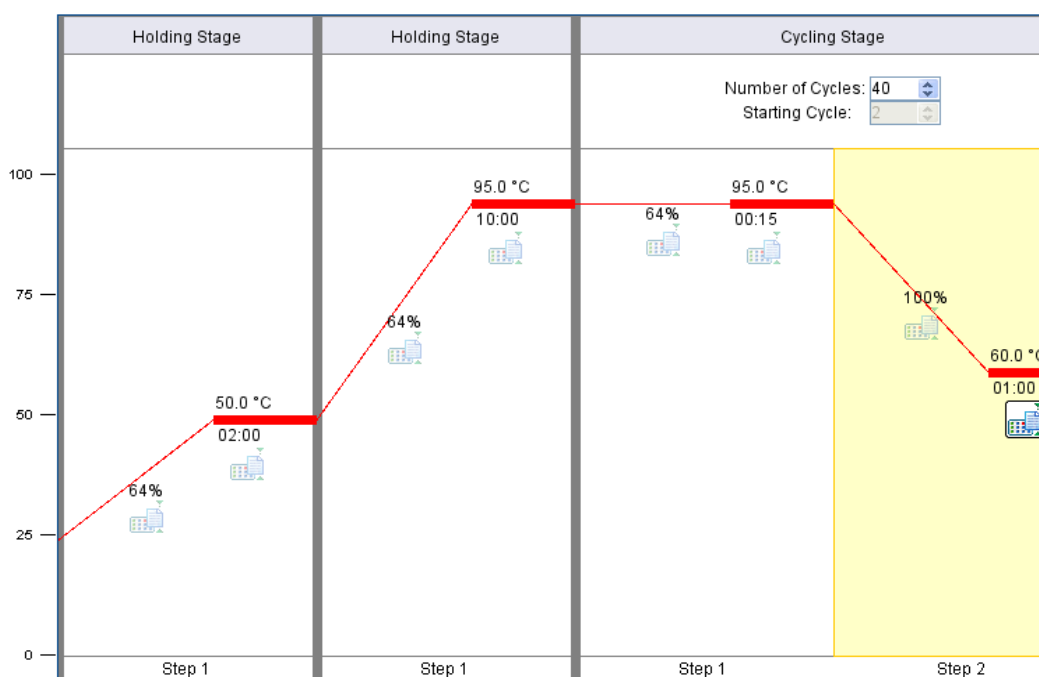 Holding Stage
Holding Stage
Cycling Stage
Number of Cycles: 40
Starting Cycle: 2
100
75
50
25
0
64%
50.0 °C
02:00
64%
95.0 °C
10:00
64%
95.0 °C
00:15
100%
60.0 °C
01:00
Step 1
Step 1
Step 1
Step 2